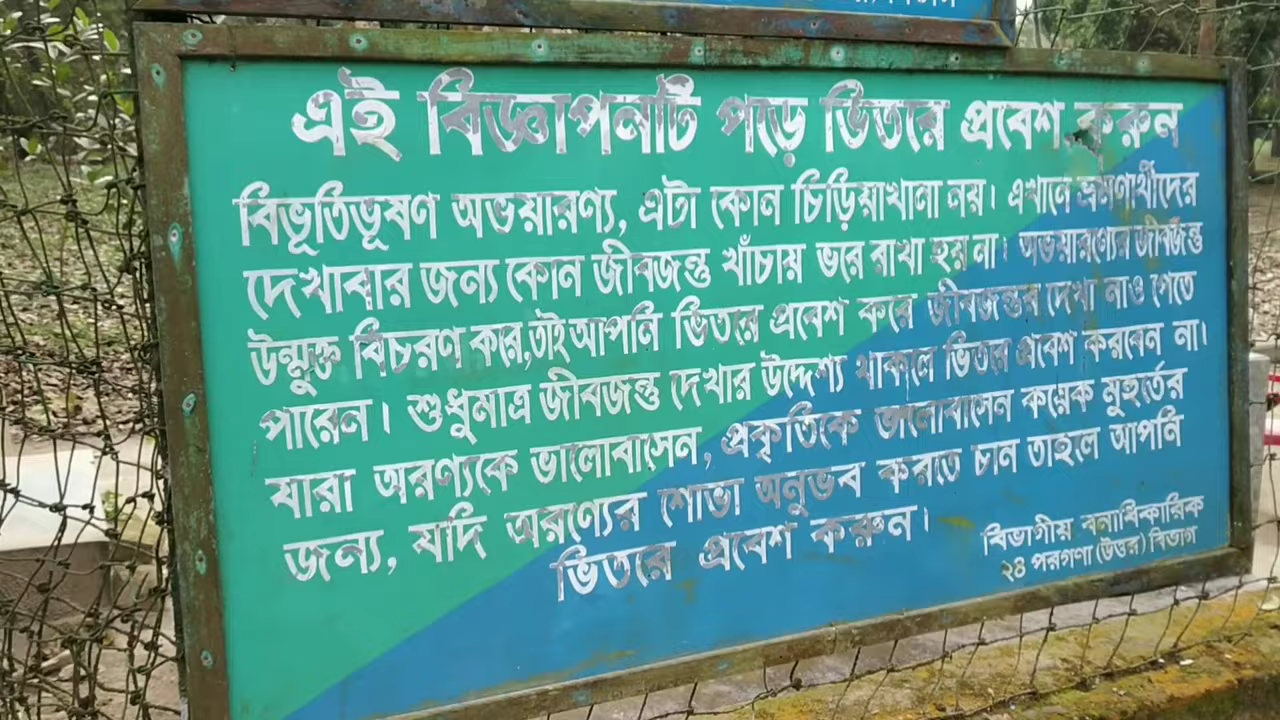 এই বিজ্ঞাপনটি পড়ে ভিতরে প্রবেশ করুন
বিভূতিভূষণ অভয়ারণ্য, এটা কোন চিড়িয়াখানা নয়। এখানে ভ্রমণার্থীদের
দেখাবার জন্য কোন জীবজন্তু খাঁচায় ভরে রাখা হয় না। অভয়ারণ্যের জীবজন্তু
উন্মুক্ত বিচরণ করে, তাই আপনি ভিতরে প্রবেশ করে জীবজন্তুর দেখা নাও পেতে
পারেন। শুধুমাত্র জীবজন্তু দেখার উদ্দেশ্য থাকলে ভিতরে প্রবেশ করবেন না।
যারা অরণ্যকে ভালোবাসেন, প্রকৃতিকে ভালোবাসেন কয়েক মুহুর্তের
জন্য, যদি অরণ্যের শোভা অনুভব করতে চান তাহলে আপনি
ভিতরে প্রবেশ করুন।
বিভাগীয় বনাধিকারিক
২৪ পরগণা (উত্তর) বিভাগ